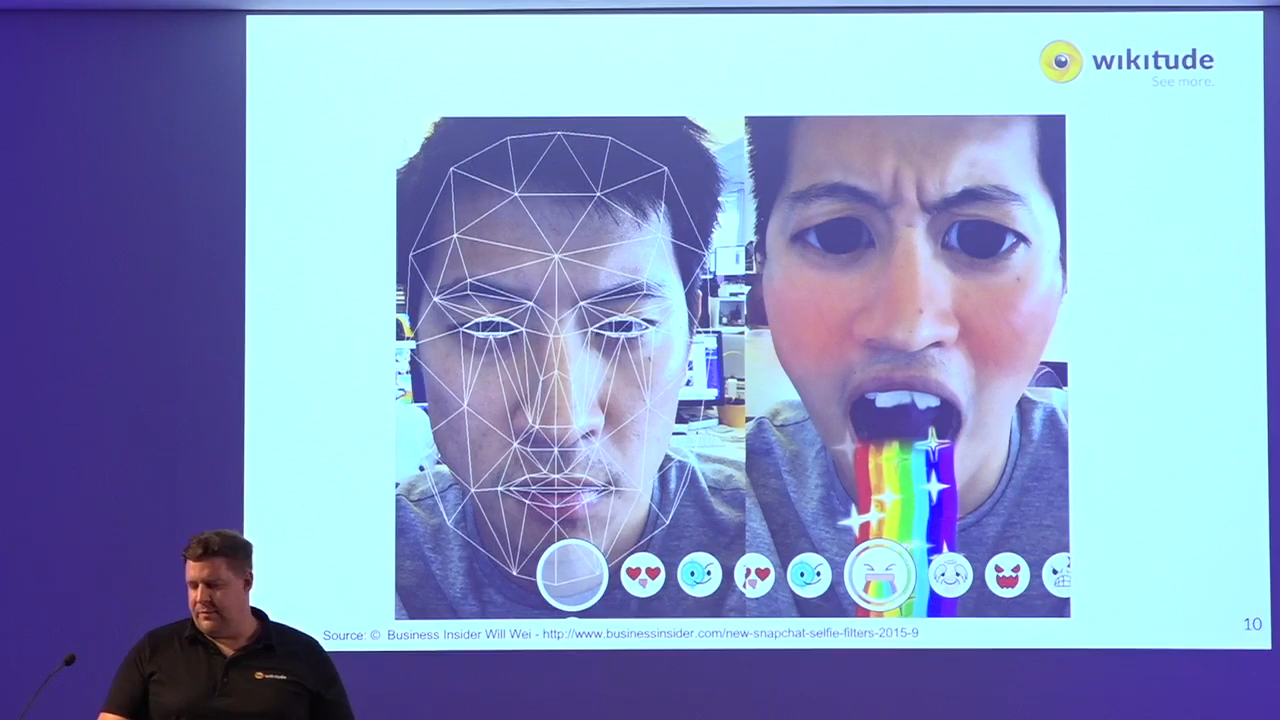 wikitude
See more.
Source: © Business Insider Will Wei - http://www.businessinsider.com/new-snapchat-selfie-filters-2015-9
10
wikitude